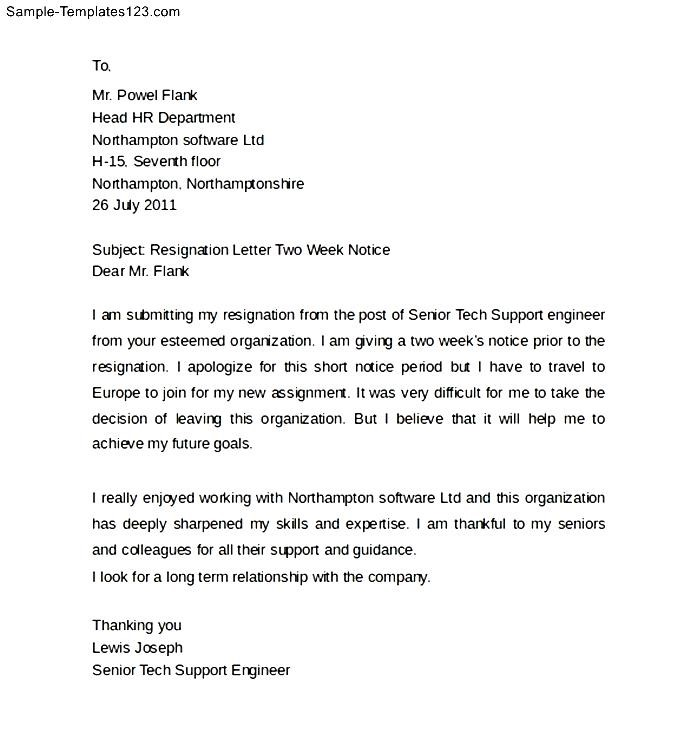 Sample-Templates123.com
To,
Mr. Powel Flank
Head HR Department
Northampton software Ltd
H-15, Seventh floor
Northampton, Northamptonshire
26 July 2011
Subject: Resignation Letter Two Week Notice
Dear Mr. Flank
I am submitting my resignation from the post of Senior Tech Support engineer
from your esteemed organization. I am giving a two week's notice prior to the
resignation. I apologize for this short notice period but I have to travel to
Europe to join for my new assignment. It was very difficult for me to take the
decision of leaving this organization. But I believe that it will help me to
achieve my future goals.
I really enjoyed working with Northampton software Ltd and this organization
has deeply sharpened my skills and expertise. I am thankful to my seniors
and colleagues for all their support and guidance.
I look for a long term relationship with the company.
Thanking you
Lewis Joseph
Senior Tech Support Engineer